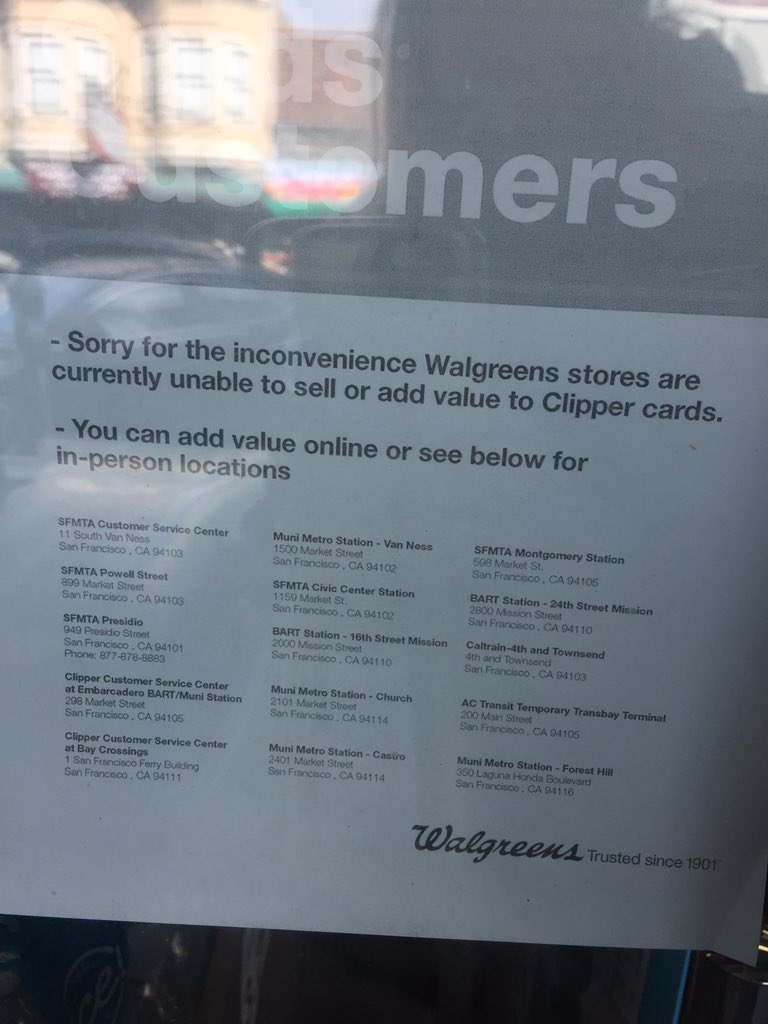 Cards
Customers
- Sorry for the inconvenience Walgreens stores are
currently unable to sell or add value to Clipper cards.
- You can add value online or see below for
in-person locations
SFMTA Customer Service Center
11 South Van Ness
San Francisco , CA 94103
SFMTA Powell Street
899 Market Street
San Francisco , CA 94103
SFMTA Presidio
949 Presidio Street
San Francisco , CA 94101
Phone: 877-878-8883
Clipper Customer Service Center
at Embarcadero BART/Muni Station
298 Market Street
San Francisco , CA 94105
Clipper Customer Service Center
at Bay Crossings
1 San Francisco Ferry Building
San Francisco , CA 94111
Muni Metro Station - Van Ness
1500 Market Street
San Francisco , CA 94102
SFMTA Civic Center Station
1159 Market St.
San Francisco , CA 94102
BART Station - 16th Street Mission
2000 Mission Street
San Francisco , CA 94110
Muni Metro Station - Church
2101 Market Street
San Francisco , CA 94114
Muni Metro Station - Castro
2401 Market Street
San Francisco , CA 94114
SFMTA Montgomery Station
598 Market St.
San Francisco , CA 94105
BART Station - 24th Street Mission
2800 Mission Street
San Francisco , CA 94110
Caltrain-4th and Townsend
4th and Townsend
San Francisco , CA 94103
AC Transit Temporary Transbay Terminal
200 Main Street
San Francisco , CA 94105
Muni Metro Station - Forest Hill
350 Laguna Honda Boulevard
San Francisco , CA 94116
Walgreens Trusted since 1901